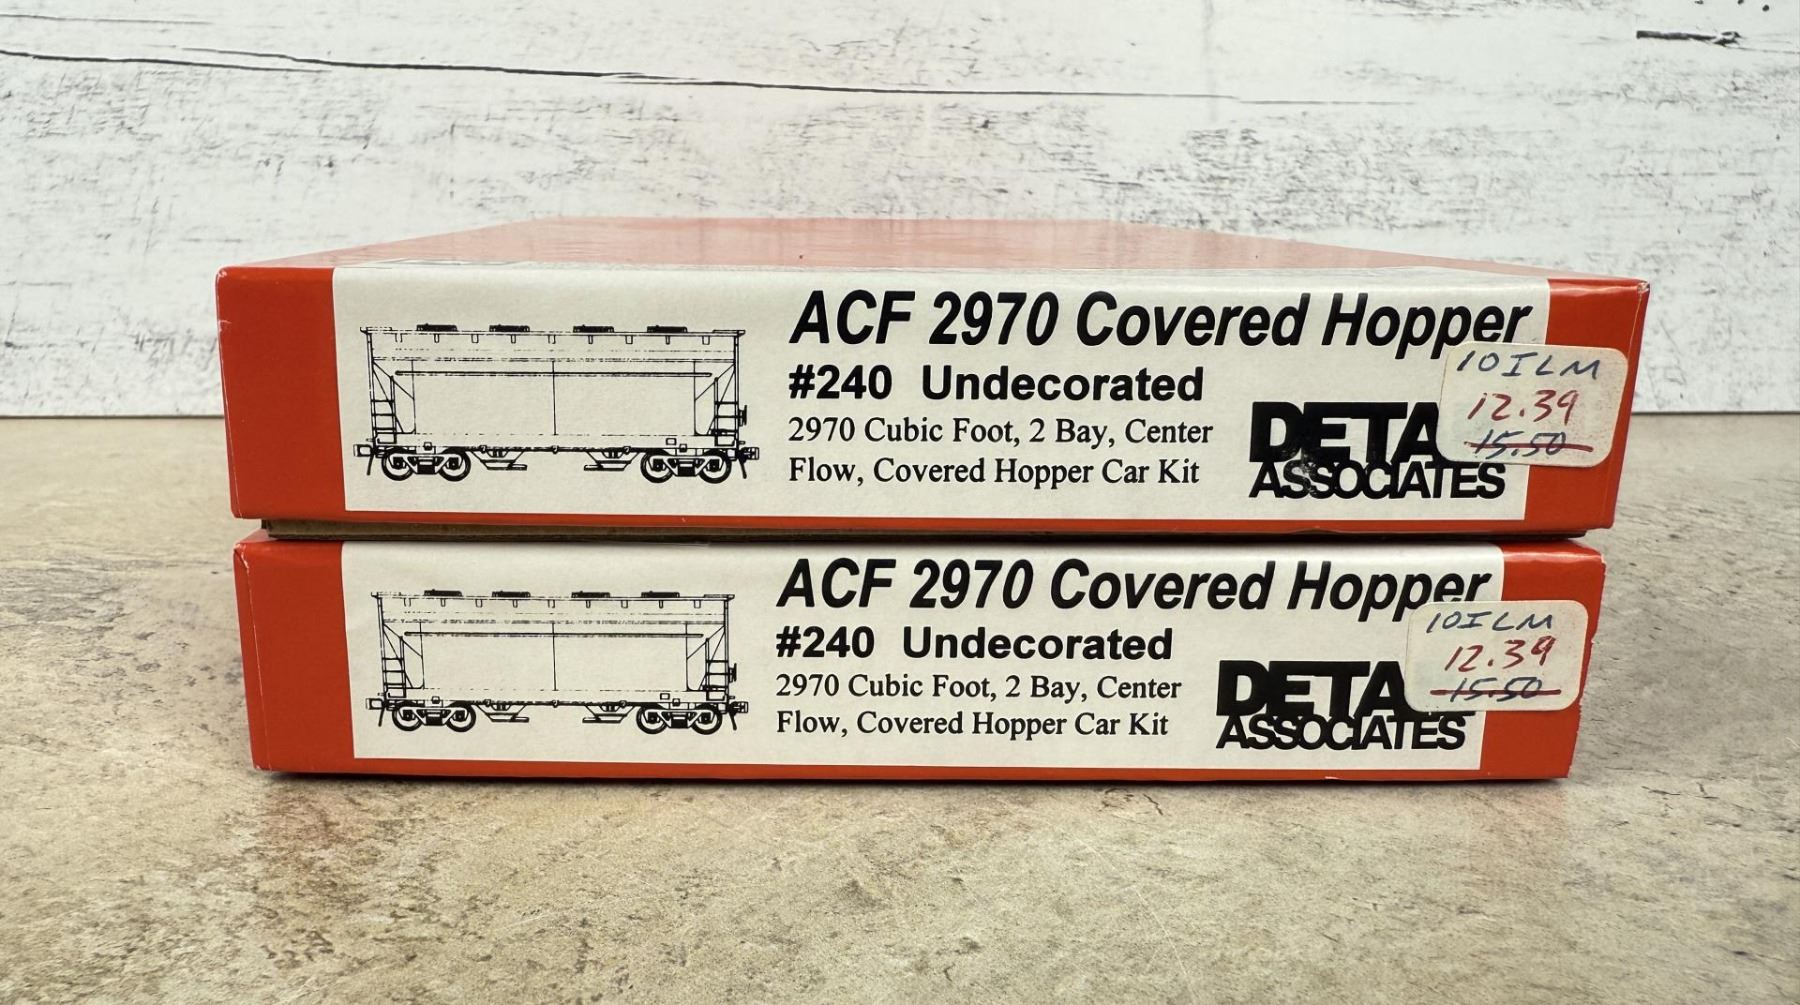 ACF 2970 Covered Hopper
#240 Undecorated
2970 Cubic Foot, 2 Bay, Center
Flow, Covered Hopper Car Kit
DETA
ASSOCIATES
10ILM
12.39
15.50
ACF 2970 Covered Hopper
#240 Undecorated
2970 Cubic Foot, 2 Bay, Center
Flow, Covered Hopper Car Kit
DETA
ASSOCIATES
10ILM
12.39
15.50